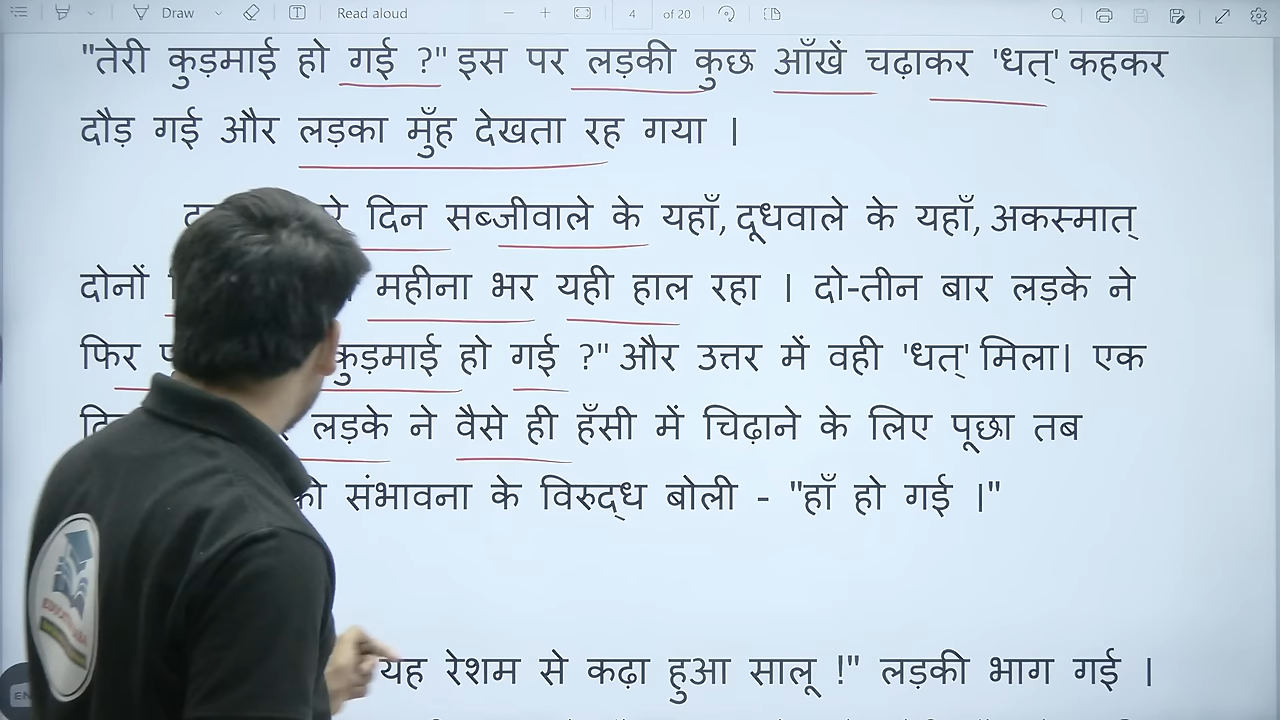 Draw
Read aloud
4
of 20
"तेरी कुड़माई हो गई ?" इस पर लड़की कुछ आँखें चढ़ाकर 'धत्' कहकर
दौड़ गई और लड़का मुँह देखता रह गया ।
दिन सब्जीवाले के यहाँ, दूधवाले के यहाँ, अकस्मात्
दोनों महीना भर यही हाल रहा । दो-तीन बार लड़के ने
फिर कुड़माई हो गई ?" और उत्तर में वही 'धत्' मिला। एक
लड़के ने वैसे ही हँसी में चिढ़ाने के लिए पूछा तब
की संभावना के विरुद्ध बोली - "हाँ हो गई ।"
यह रेशम से कढ़ा हुआ सालू !" लड़की भाग गई ।